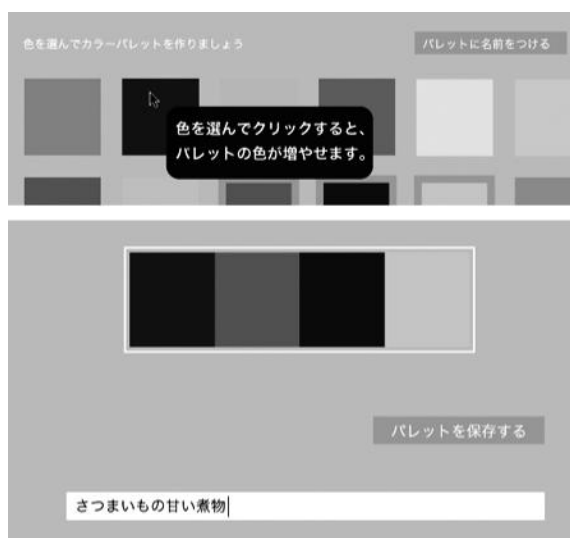 色を選んでカラーパレットを作りましょう
パレットに名前をつける
色を選んでクリックすると、
パレットの色が増やせます。
パレットを保存する
さつまいもの甘い煮物